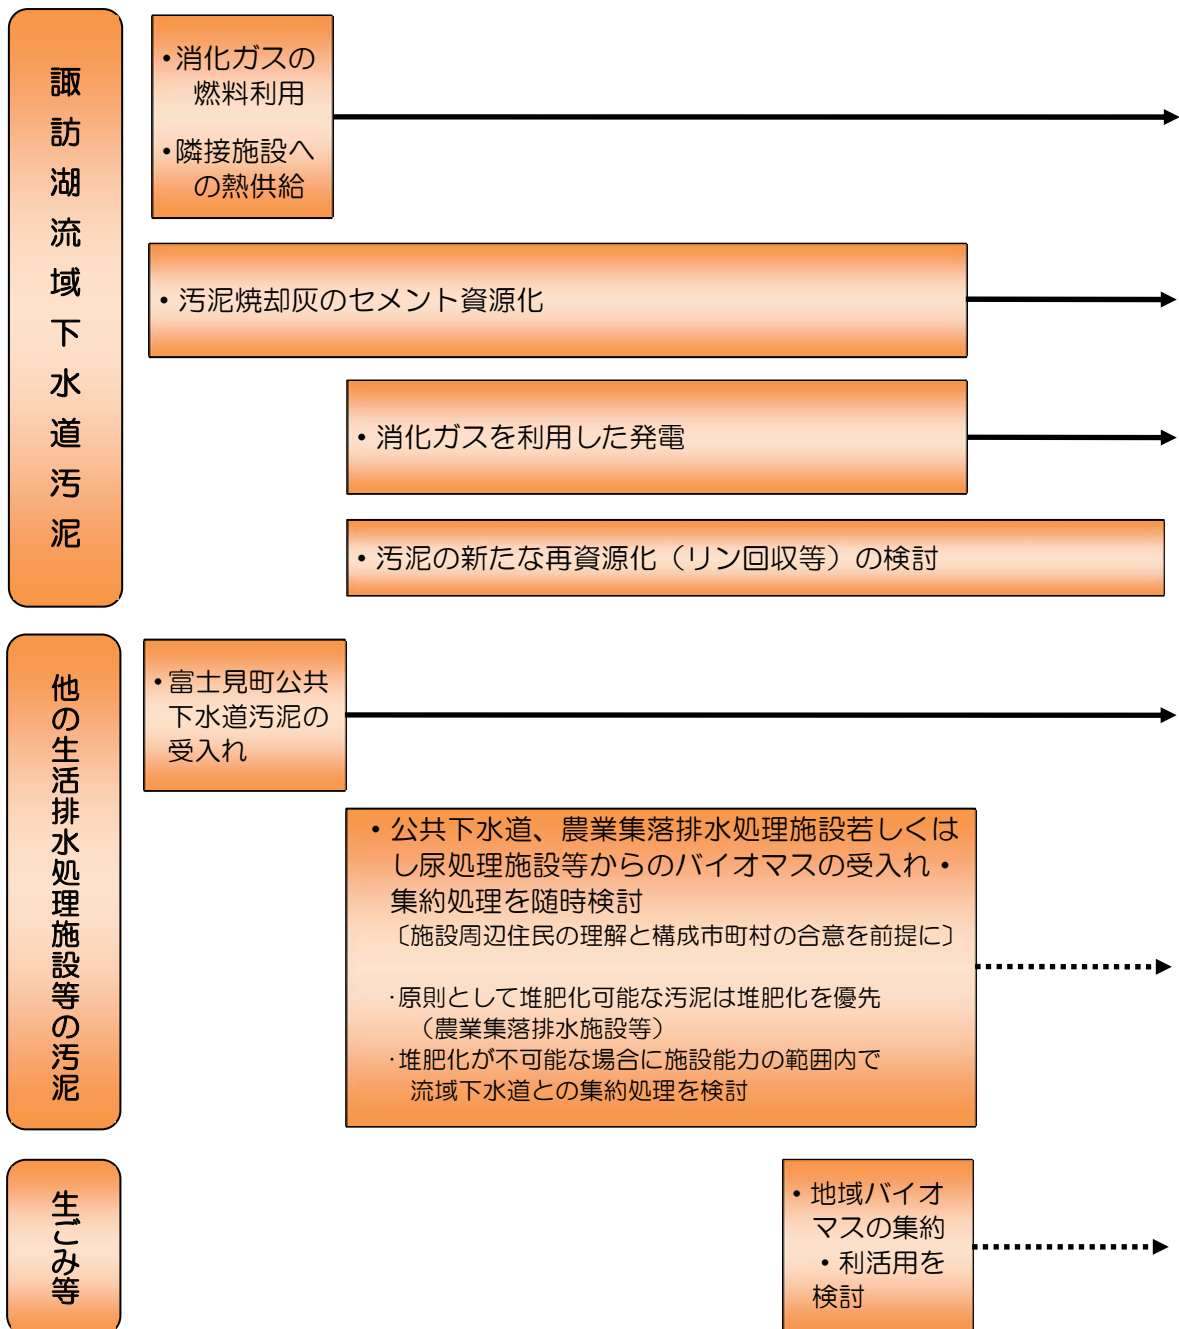 諏訪湖流域下水道汚泥
・消化ガスの
燃料利用
・隣接施設へ
の熱供給
・汚泥焼却灰のセメント資源化
・消化ガスを利用した発電
・汚泥の新たな再資源化（リン回収等）の検討
他の生活排水処理施設等の汚泥
・富士見町公共
下水道汚泥の
受入れ
・公共下水道、農業集落排水処理施設若しくは
し尿処理施設等からのバイオマスの受入れ・
集約処理を随時検討
〔施設周辺住民の理解と構成市町村の合意を前提に〕
・原則として堆肥化可能な汚泥は堆肥化を優先
（農業集落排水施設等）
・堆肥化が不可能な場合に施設能力の範囲内で
流域下水道との集約処理を検討
生ごみ等
・地域バイオ
マスの集約
・利活用を
検討